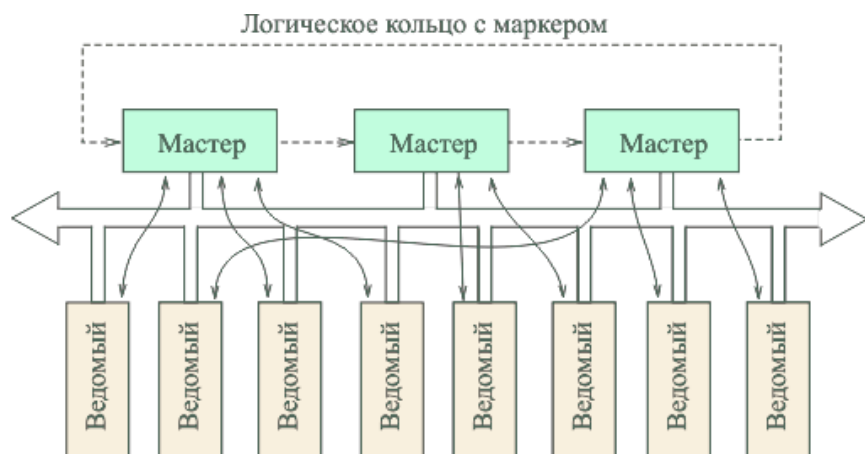 Логическое кольцо с маркером
Мастер
Мастер
Мастер
Ведомый
Ведомый
Ведомый
Ведомый
Ведомый
Ведомый
Ведомый
Ведомый